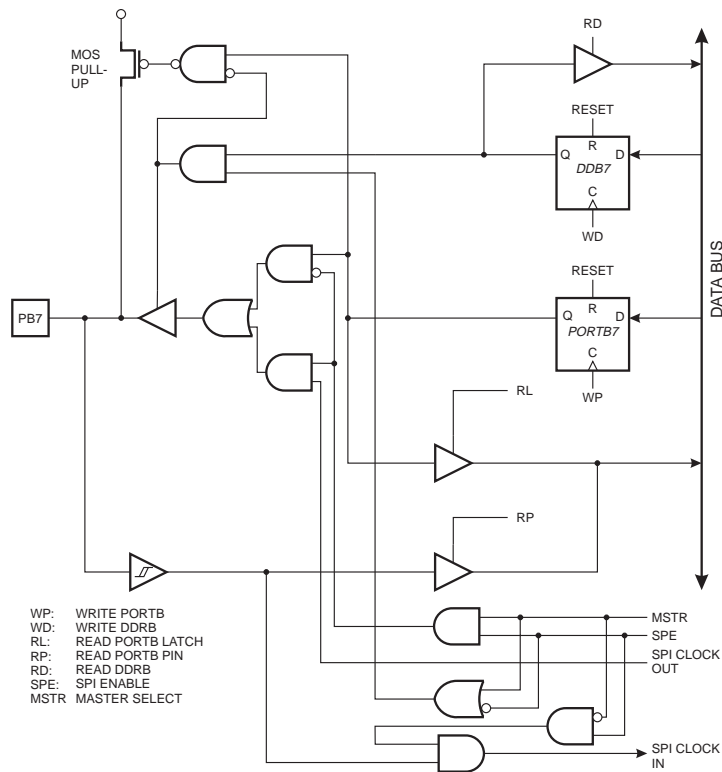 RD
MOS
PULL-
UP
RESET
R
Q
D
DDB7
C
WD
RESET
R
Q
D
PORTB7
C
WP
PB7
DATA BUS
RL
RP
WP: WRITE PORTB
WD: WRITE DDRB
RL: READ PORTB LATCH
RP: READ PORTB PIN
RD: READ DDRB
SPE: SPI ENABLE
MSTR MASTER SELECT
MSTR
SPE
SPI CLOCK
OUT
SPI CLOCK
IN